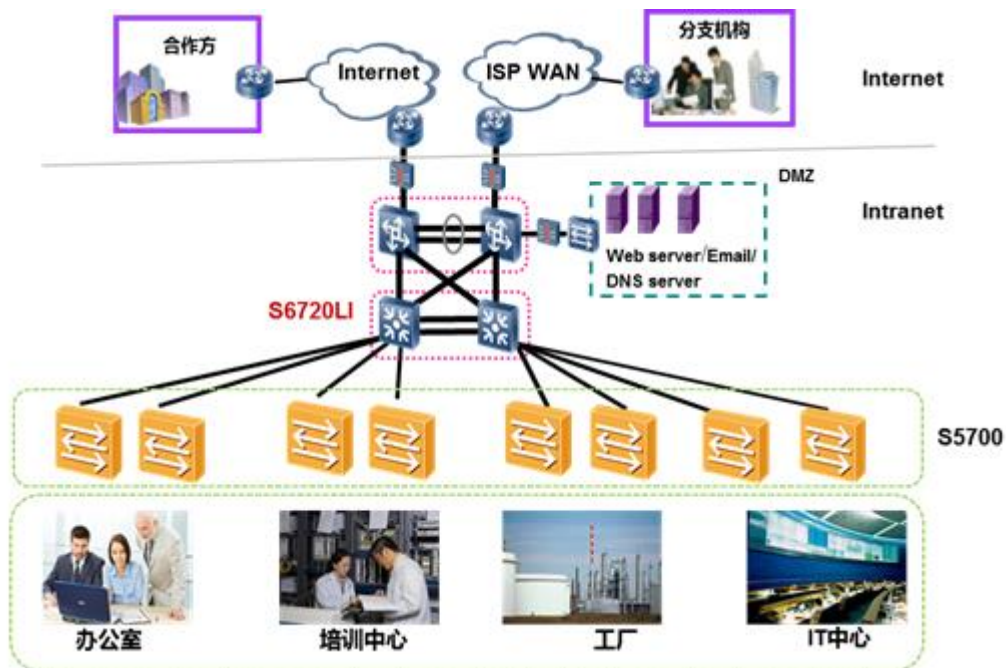 合作方
Internet
ISP WAN
分支机构
Internet
DMZ
Intranet
Web server/Email/
DNS server
S6720LI
S5700
办公室
培训中心
工厂
IT中心